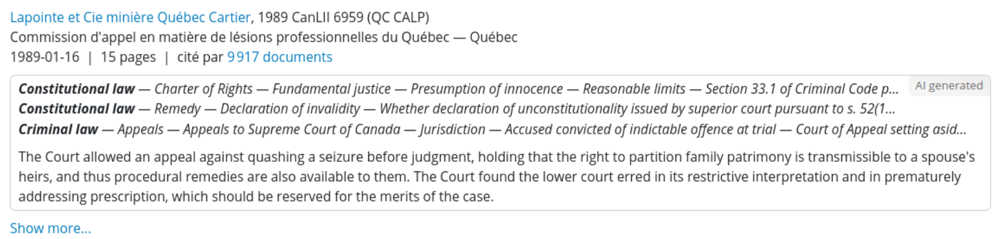 Lapointe et Cie minière Québec Cartier, 1989 CanLII 6959 (QC CALP)
Commission d'appel en matière de lésions professionnelles du Québec — Québec
1989-01-16 | 15 pages | cité par 9 917 documents
AI generated
Constitutional law — Charter of Rights — Fundamental justice — Presumption of innocence — Reasonable limits — Section 33.1 of Criminal Code p...
Constitutional law — Remedy — Declaration of invalidity — Whether declaration of unconstitutionality issued by superior court pursuant to s. 52(1...
Criminal law — Appeals — Appeals to Supreme Court of Canada — Jurisdiction — Accused convicted of indictable offence at trial — Court of Appeal setting asid...
The Court allowed an appeal against quashing a seizure before judgment, holding that the right to partition family patrimony is transmissible to a spouse's
heirs, and thus procedural remedies are also available to them. The Court found the lower court erred in its restrictive interpretation and in prematurely
addressing prescription, which should be reserved for the merits of the case.
Show more...